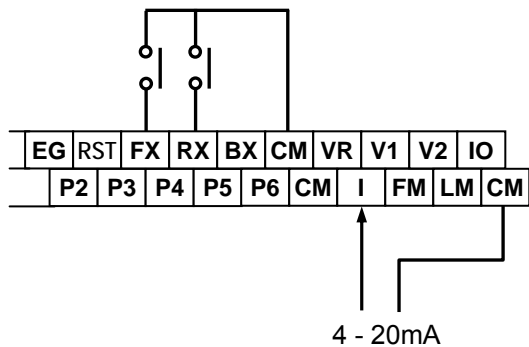 EG RST FX RX BX CM VR V1 V2 IO
P2 P3 P4 P5 P6 CM I FM LM CM
4 - 20mA